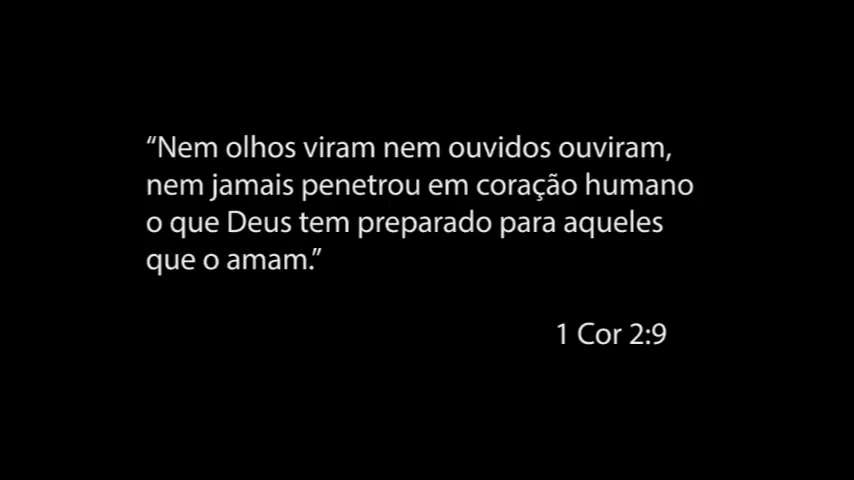 “Nem olhos viram nem ouvidos ouviram,
nem jamais penetrou em coração humano
o que Deus tem preparado para aqueles
que o amam.”
1 Cor 2:9